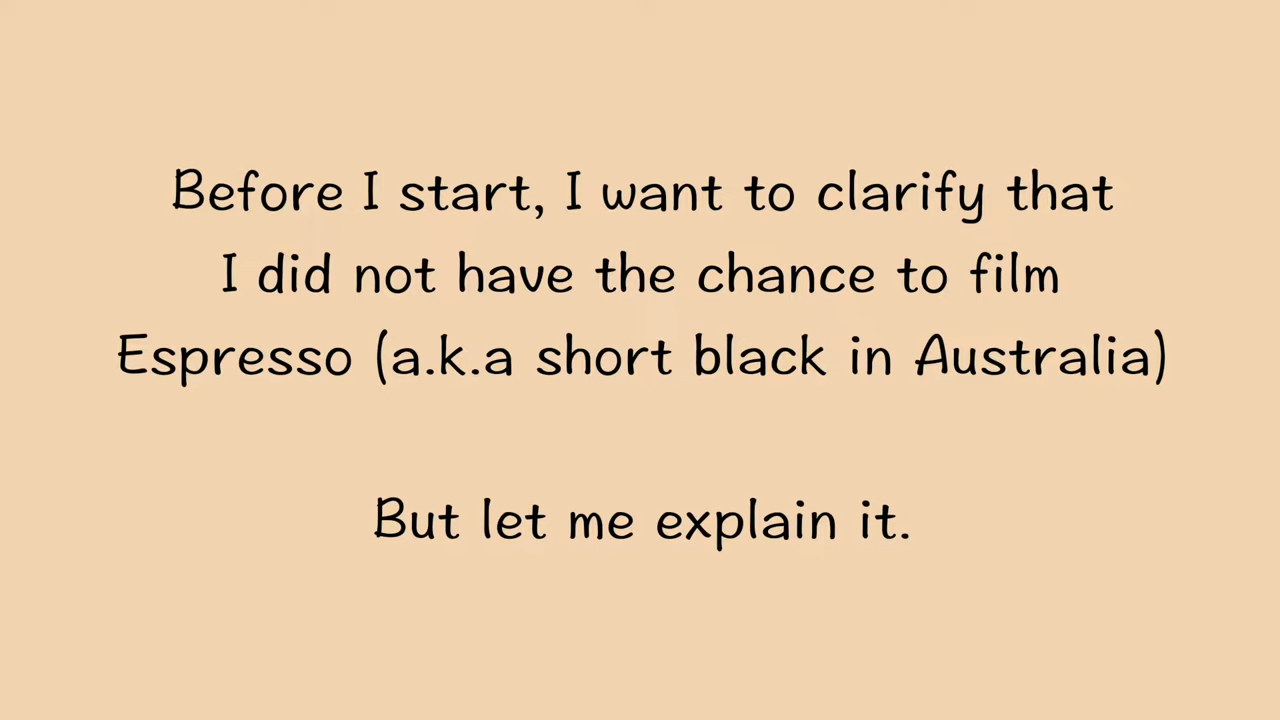 Before I start, I want to clarify that
I did not have the chance to film
Espresso (a.k.a short black in Australia)
But let me explain it.